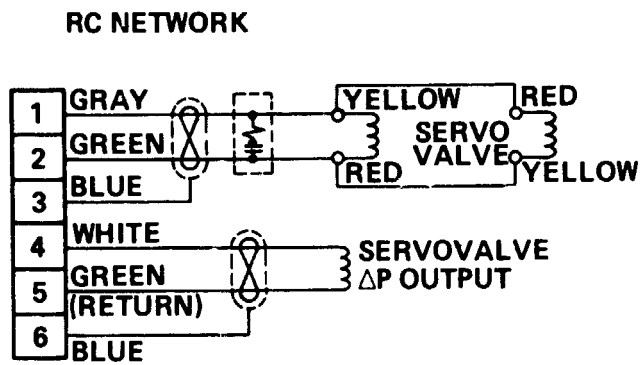 RC NETWORK
1 GRAY YELLOW RED
2 GREEN SERVO
VALVE
RED YELLOW
3 BLUE
4 WHITE
SERVOVALVE
5 GREEN ΔP OUTPUT
(RETURN)
6 BLUE